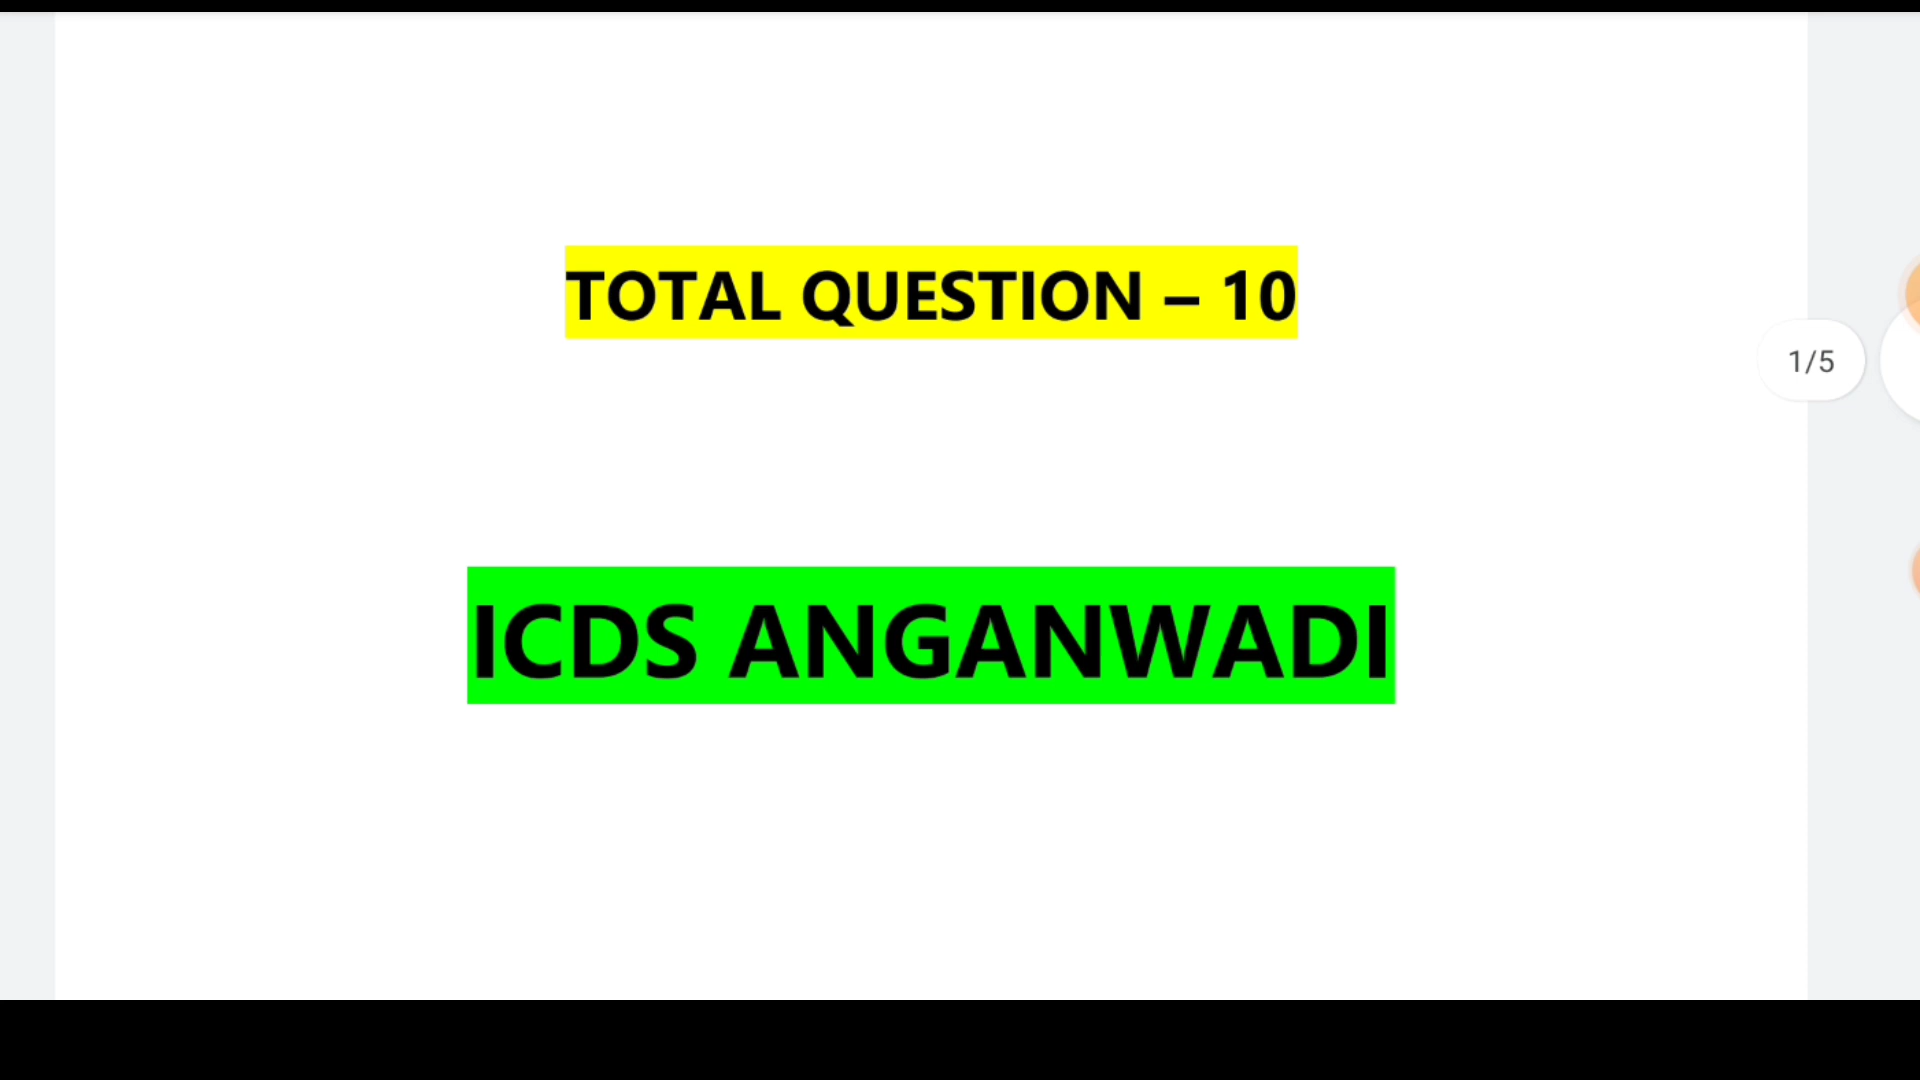 TOTAL QUESTION – 10
1/5
ICDS ANGANWADI